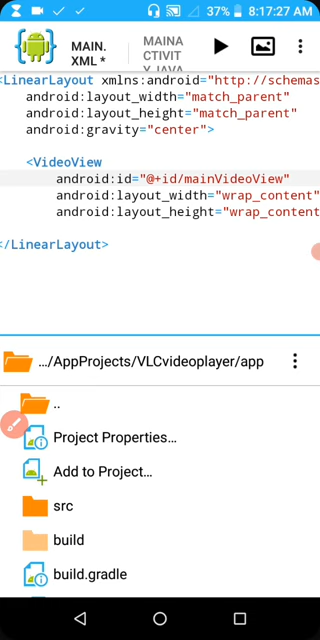 37% 8:17:27 AM
MAIN.
XML *
MAINA
CTIVIT
Y.JAVA
<LinearLayout xmlns:android="http://schemas
android:layout_width="match_parent"
android:layout_height="match_parent"
android:gravity="center">
<VideoView
android:id="@+id/mainVideoView"
android:layout_width="wrap_content"
android:layout_height="wrap_content
</LinearLayout>
.../AppProjects/VLCvideoplayer/app
..
Project Properties...
Add to Project...
src
build
build.gradle